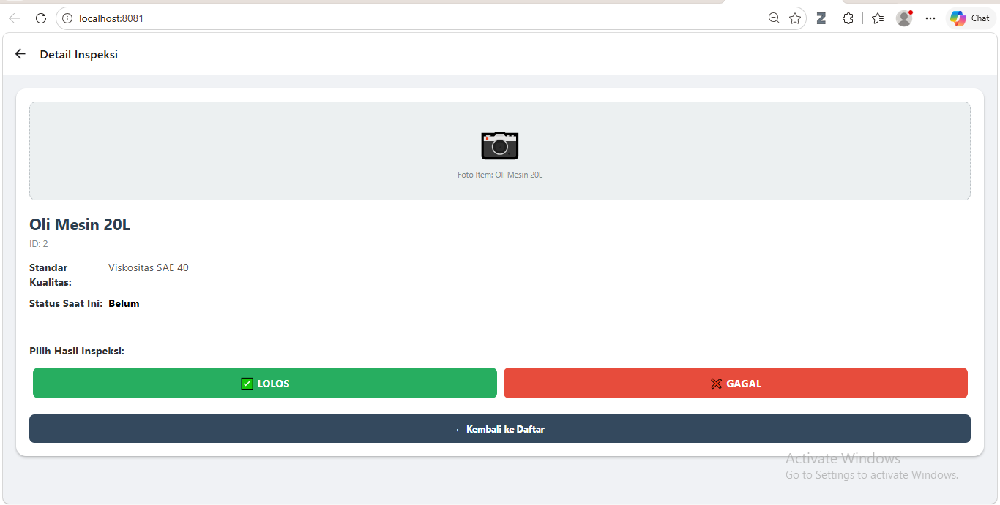 localhost:8081
Chat
Detail Inspeksi
Foto Item: Oli Mesin 20L
Oli Mesin 20L
ID: 2
Standar Kualitas: Viskositas SAE 40
Status Saat Ini: Belum
Pilih Hasil Inspeksi:
✅ LOLOS
❌ GAGAL
← Kembali ke Daftar
Activate Windows
Go to Settings to activate Windows.